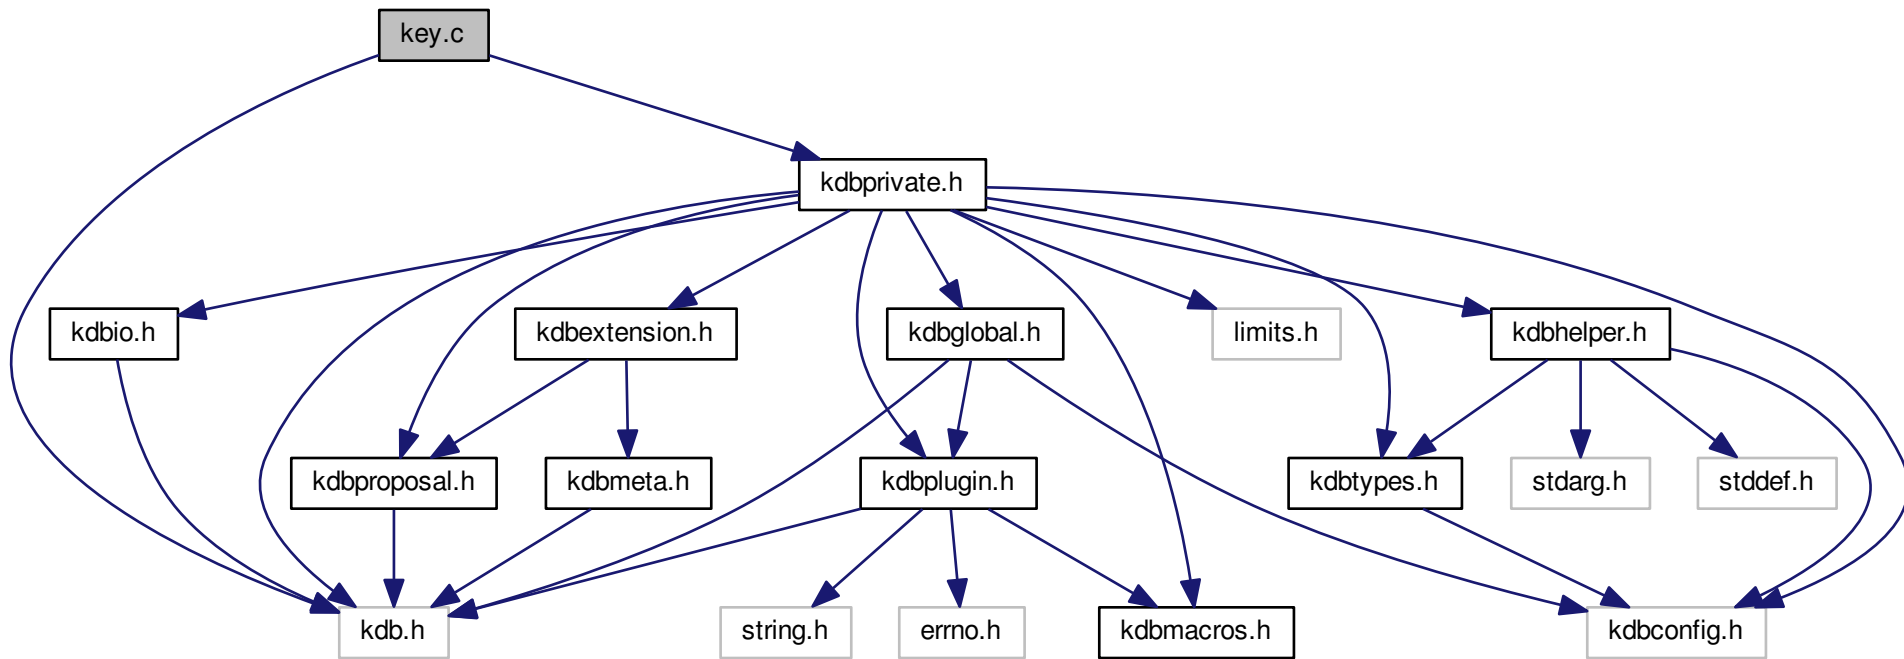 key.c
kdbprivate.h
kdbio.h
kdbextension.h
kdbglobal.h
limits.h
kdbhelper.h
kdbproposal.h
kdbmeta.h
kdbplugin.h
kdbtypes.h
stdarg.h
stddef.h
kdb.h
string.h
errno.h
kdbmacros.h
kdbconfig.h